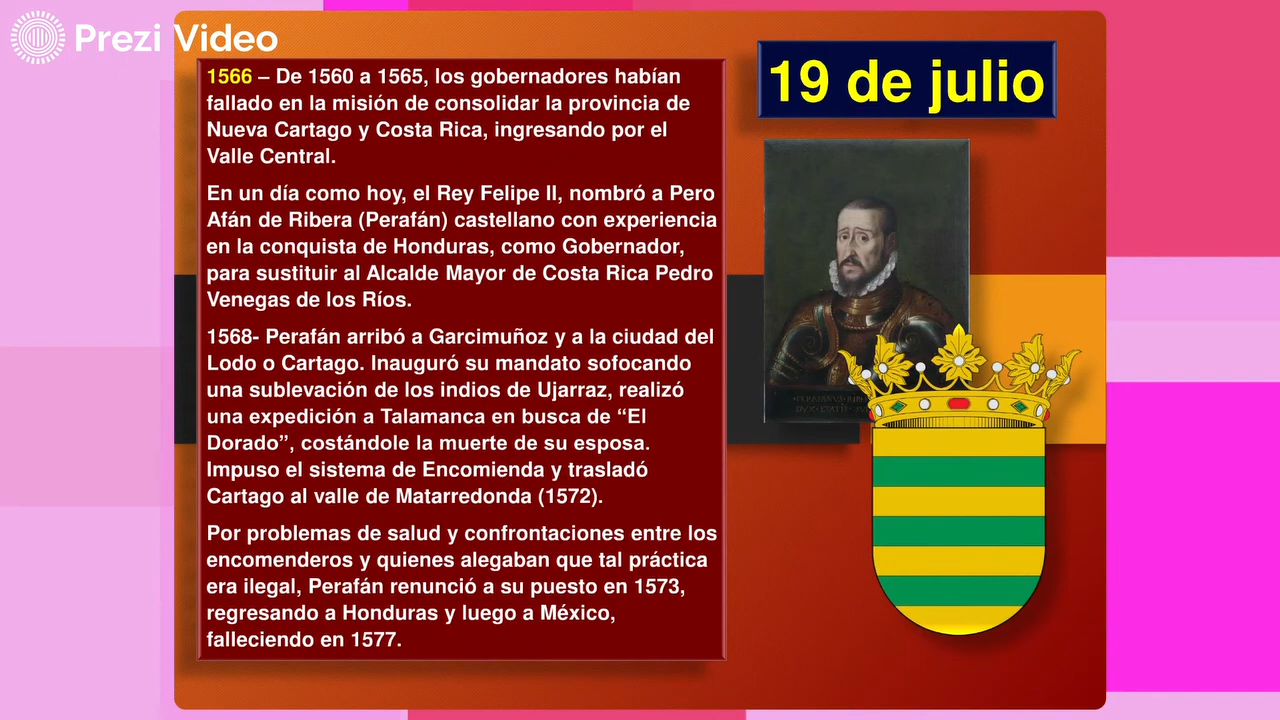 Prezi Video
1566 – De 1560 a 1565, los gobernadores habían
fallado en la misión de consolidar la provincia de
Nueva Cartago y Costa Rica, ingresando por el
Valle Central.
En un día como hoy, el Rey Felipe II, nombró a Pero
Afán de Ribera (Perafán) castellano con experiencia
en la conquista de Honduras, como Gobernador,
para sustituir al Alcalde Mayor de Costa Rica Pedro
Venegas de los Ríos.
1568- Perafán arribó a Garcimuñoz y a la ciudad del
Lodo o Cartago. Inauguró su mandato sofocando
una sublevación de los indios de Ujarraz, realizó
una expedición a Talamanca en busca de “El
Dorado”, costándole la muerte de su esposa.
Impuso el sistema de Encomienda y trasladó
Cartago al valle de Matarredonda (1572).
Por problemas de salud y confrontaciones entre los
encomenderos y quienes alegaban que tal práctica
era ilegal, Perafán renunció a su puesto en 1573,
regresando a Honduras y luego a México,
falleciendo en 1577.
19 de julio